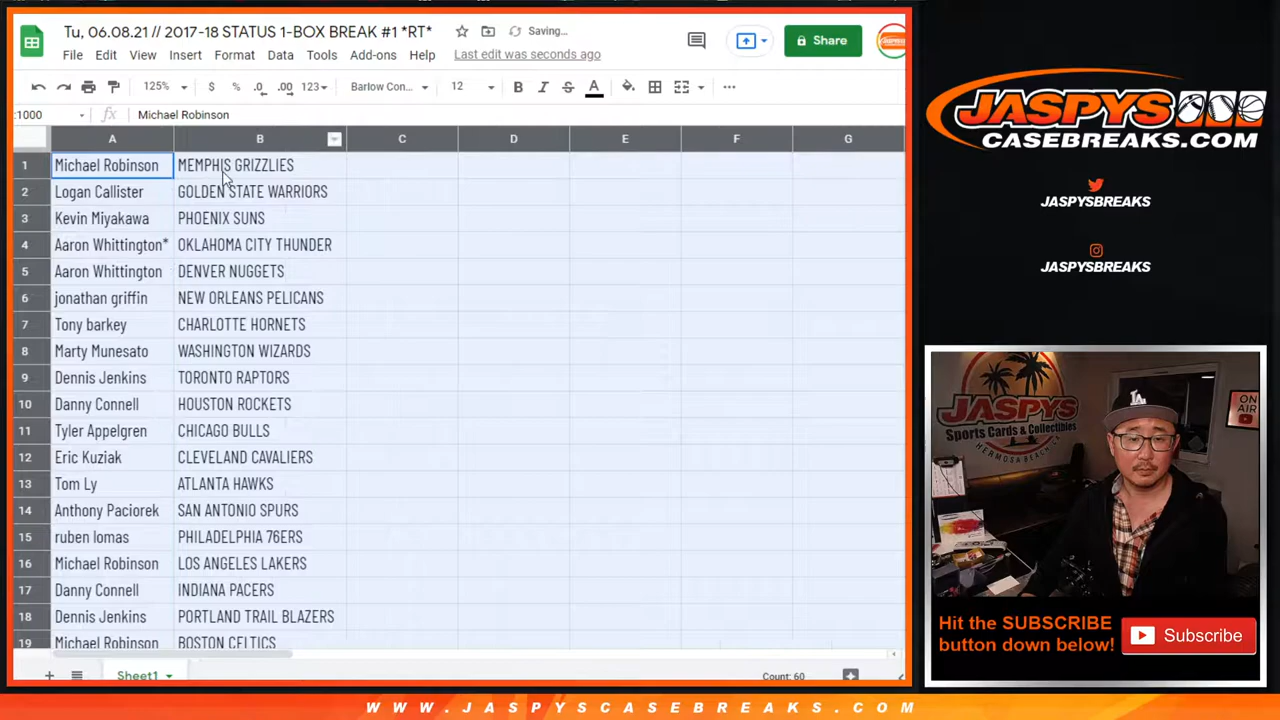 Tu, 06.08.21 // 2017-18 STATUS 1-BOX BREAK #1 *RT*
Saving...
Share
File Edit View Insert Format Data Tools Add-ons Help Last edit was seconds ago
125% $ % .0 .00 123 Barlow Con... 12 B I S A
:1000 fx Michael Robinson
A B C D E F G
1 Michael Robinson MEMPHIS GRIZZLIES
2 Logan Callister GOLDEN STATE WARRIORS
3 Kevin Miyakawa PHOENIX SUNS
4 Aaron Whittington* OKLAHOMA CITY THUNDER
5 Aaron Whittington DENVER NUGGETS
6 jonathan griffin NEW ORLEANS PELICANS
7 Tony barkey CHARLOTTE HORNETS
8 Marty Munesato WASHINGTON WIZARDS
9 Dennis Jenkins TORONTO RAPTORS
10 Danny Connell HOUSTON ROCKETS
11 Tyler Appelgren CHICAGO BULLS
12 Eric Kuziak CLEVELAND CAVALIERS
13 Tom Ly ATLANTA HAWKS
14 Anthony Paciorek SAN ANTONIO SPURS
15 ruben lomas PHILADELPHIA 76ERS
16 Michael Robinson LOS ANGELES LAKERS
17 Danny Connell INDIANA PACERS
18 Dennis Jenkins PORTLAND TRAIL BLAZERS
19 Michael Robinson BOSTON CELTICS
Sheet1
Count: 60
JASPYS
CASEBREAKS.COM
JASPYSBREAKS
JASPYSBREAKS
JASPYS
Sports Cards & Collectibles
HERMOSA BEACH, CA
LA
ON AIR
Hit the SUBSCRIBE
button down below!
Subscribe
WWW.JASPYSCASEBREAKS.COM